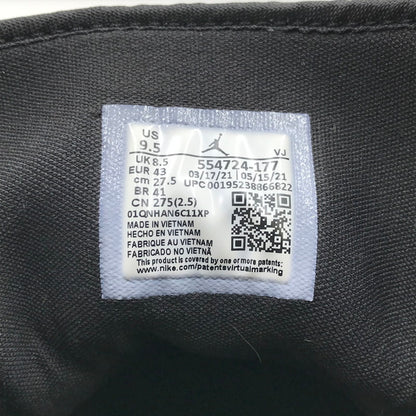 US
9.5
VJ
UK 8.5
EUR 43
cm 27.5
BR 41
CN 275(2.5)
554724-177
03/17/21 05/15/21
UPC 00195238866822
01QNHAN6C11XP
MADE IN VIETNAM
HECHO EN VIETNAM
FABRIQUE AU VIETNAM
FABRICADO NO VIETNÃ
This product is covered by one or more patents:
www.nike.com/patentsvirtualmarking